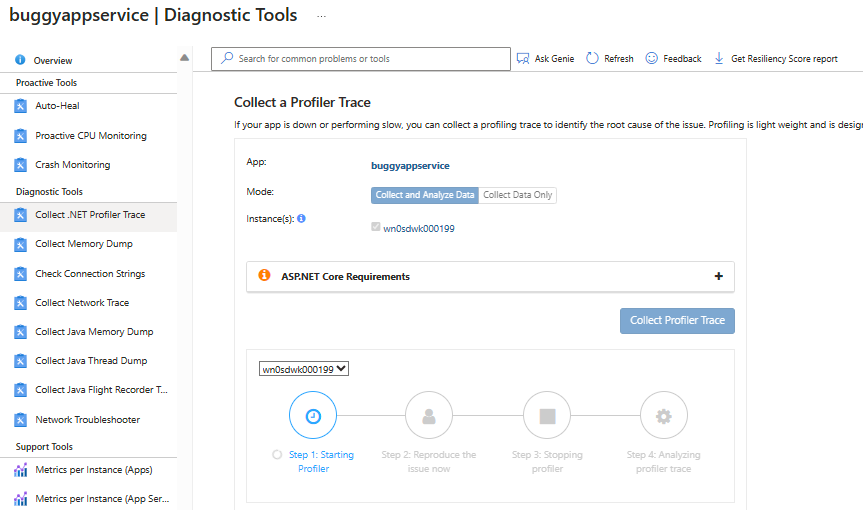 buggyappservice | Diagnostic Tools ...
Overview
Proactive Tools
Auto-Heal
Proactive CPU Monitoring
Crash Monitoring
Diagnostic Tools
Collect .NET Profiler Trace
Collect Memory Dump
Check Connection Strings
Collect Network Trace
Collect Java Memory Dump
Collect Java Thread Dump
Collect Java Flight Recorder T...
Network Troubleshooter
Support Tools
Metrics per Instance (Apps)
Metrics per Instance (App Ser...
Search for common problems or tools
Ask Genie
Refresh
Feedback
Get Resiliency Score report
Collect a Profiler Trace
If your app is down or performing slow, you can collect a profiling trace to identify the root cause of the issue. Profiling is light weight and is desig
App:
buggyappservice
Mode:
Collect and Analyze Data
Collect Data Only
Instance(s):
wn0sdwk000199
ASP.NET Core Requirements
+
Collect Profiler Trace
wn0sdwk000199
Step 1: Starting
Profiler
Step 2: Reproduce the
issue now
Step 3: Stopping
profiler
Step 4: Analyzing
profiler trace